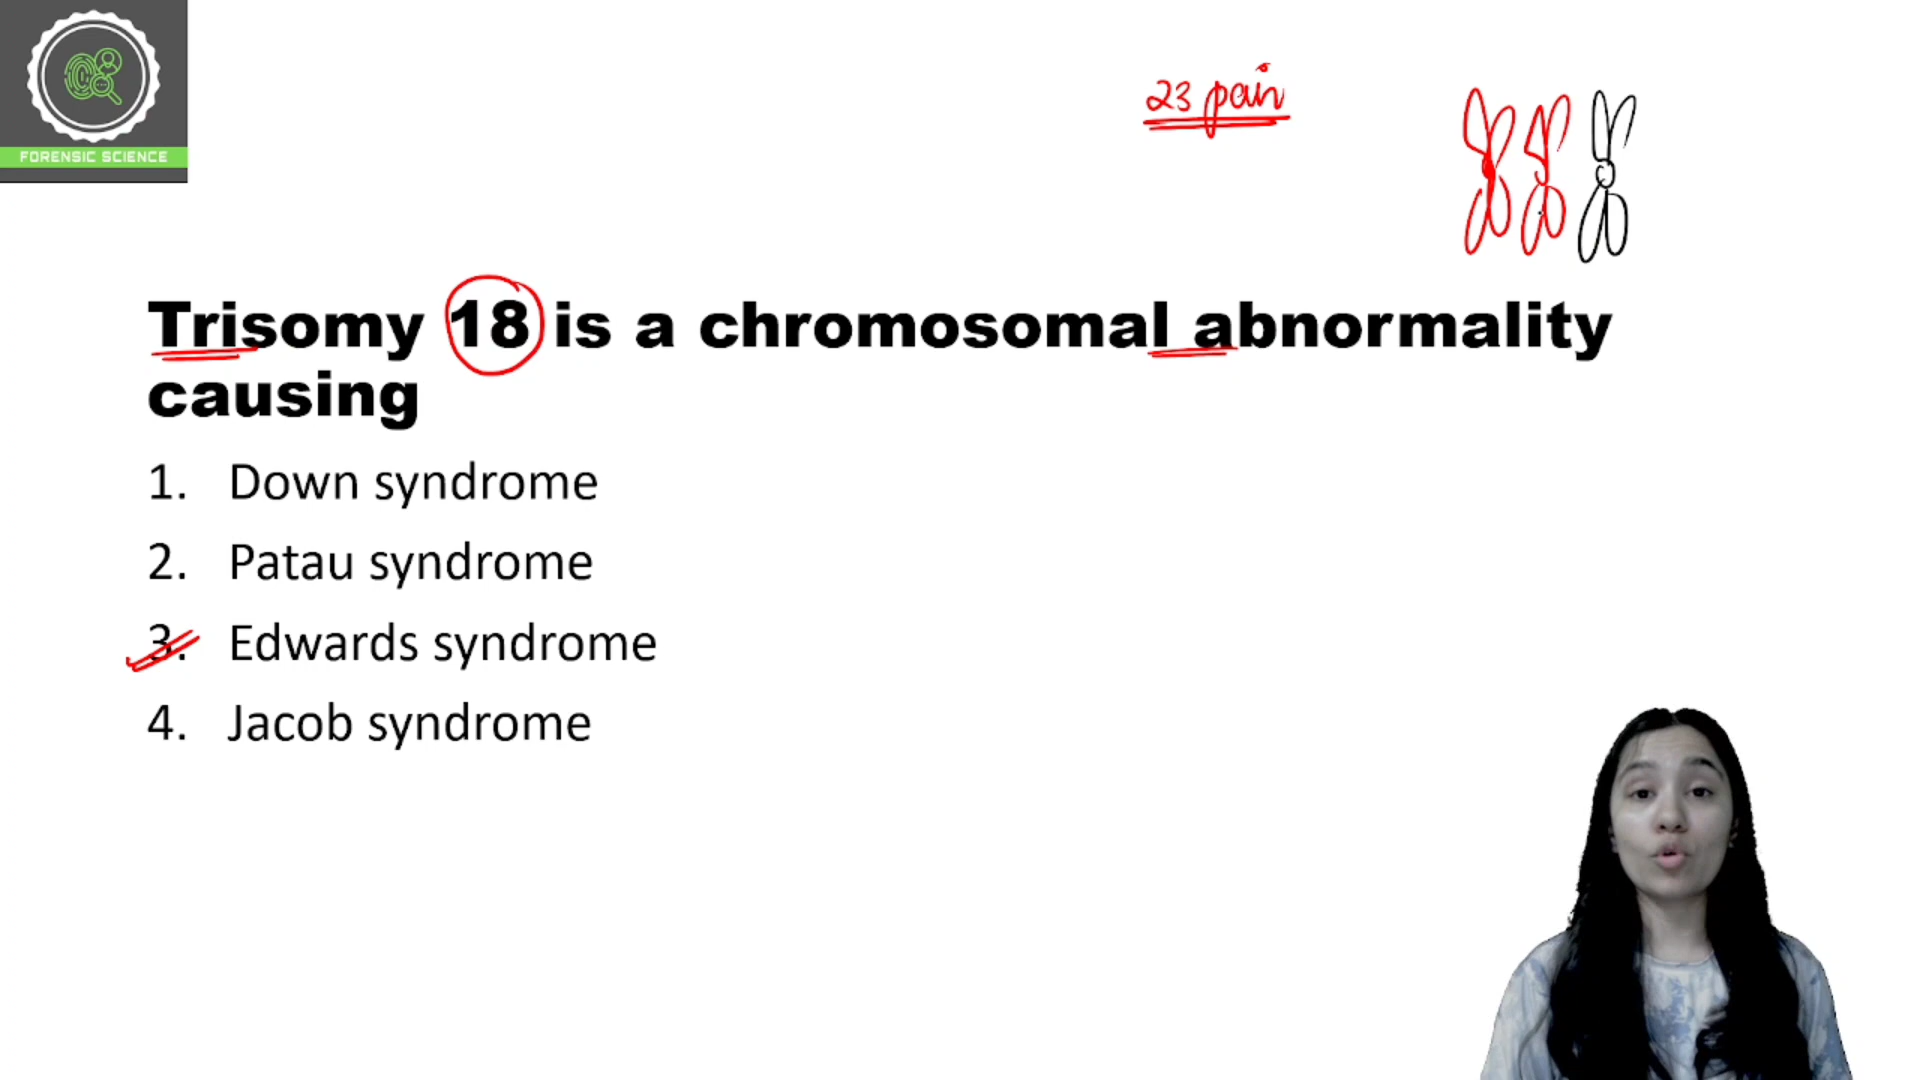 FORENSIC SCIENCE
23 pair
Trisomy 18 is a chromosomal abnormality
causing
1. Down syndrome
2. Patau syndrome
3. Edwards syndrome
4. Jacob syndrome